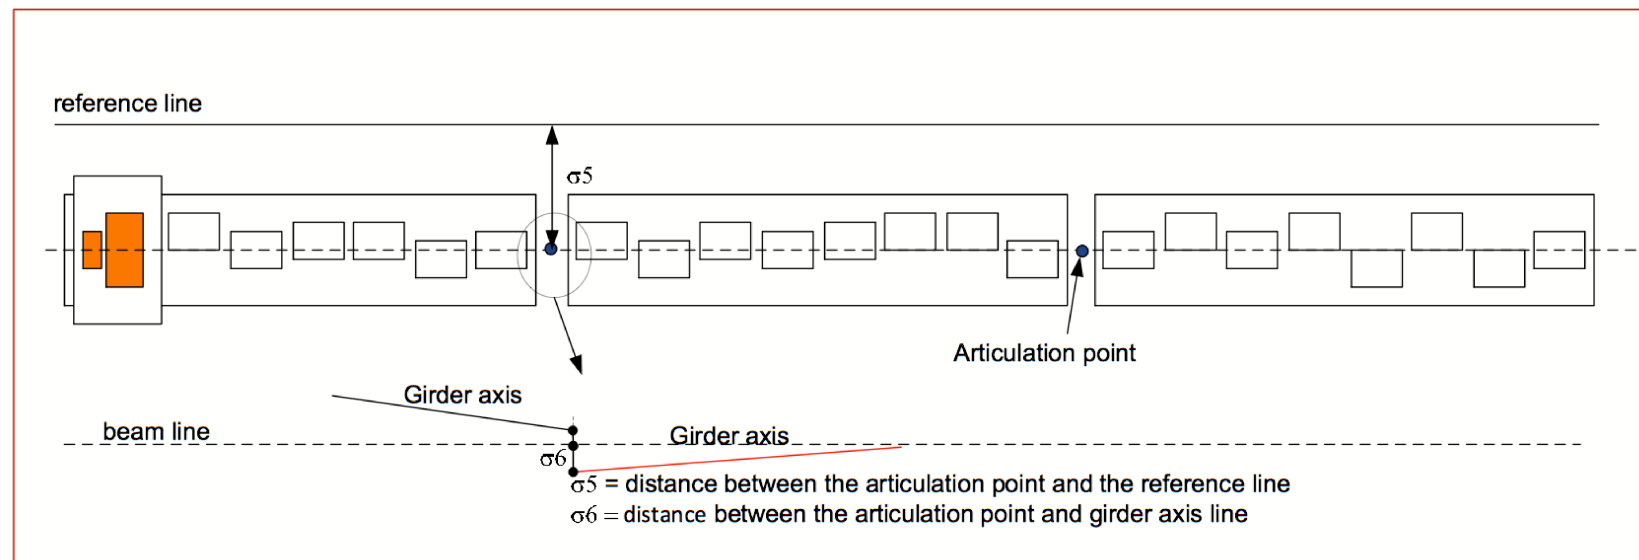 reference line
σ5
Articulation point
Girder axis
beam line
Girder axis
σ6
σ5 = distance between the articulation point and the reference line
σ6 = distance between the articulation point and girder axis line